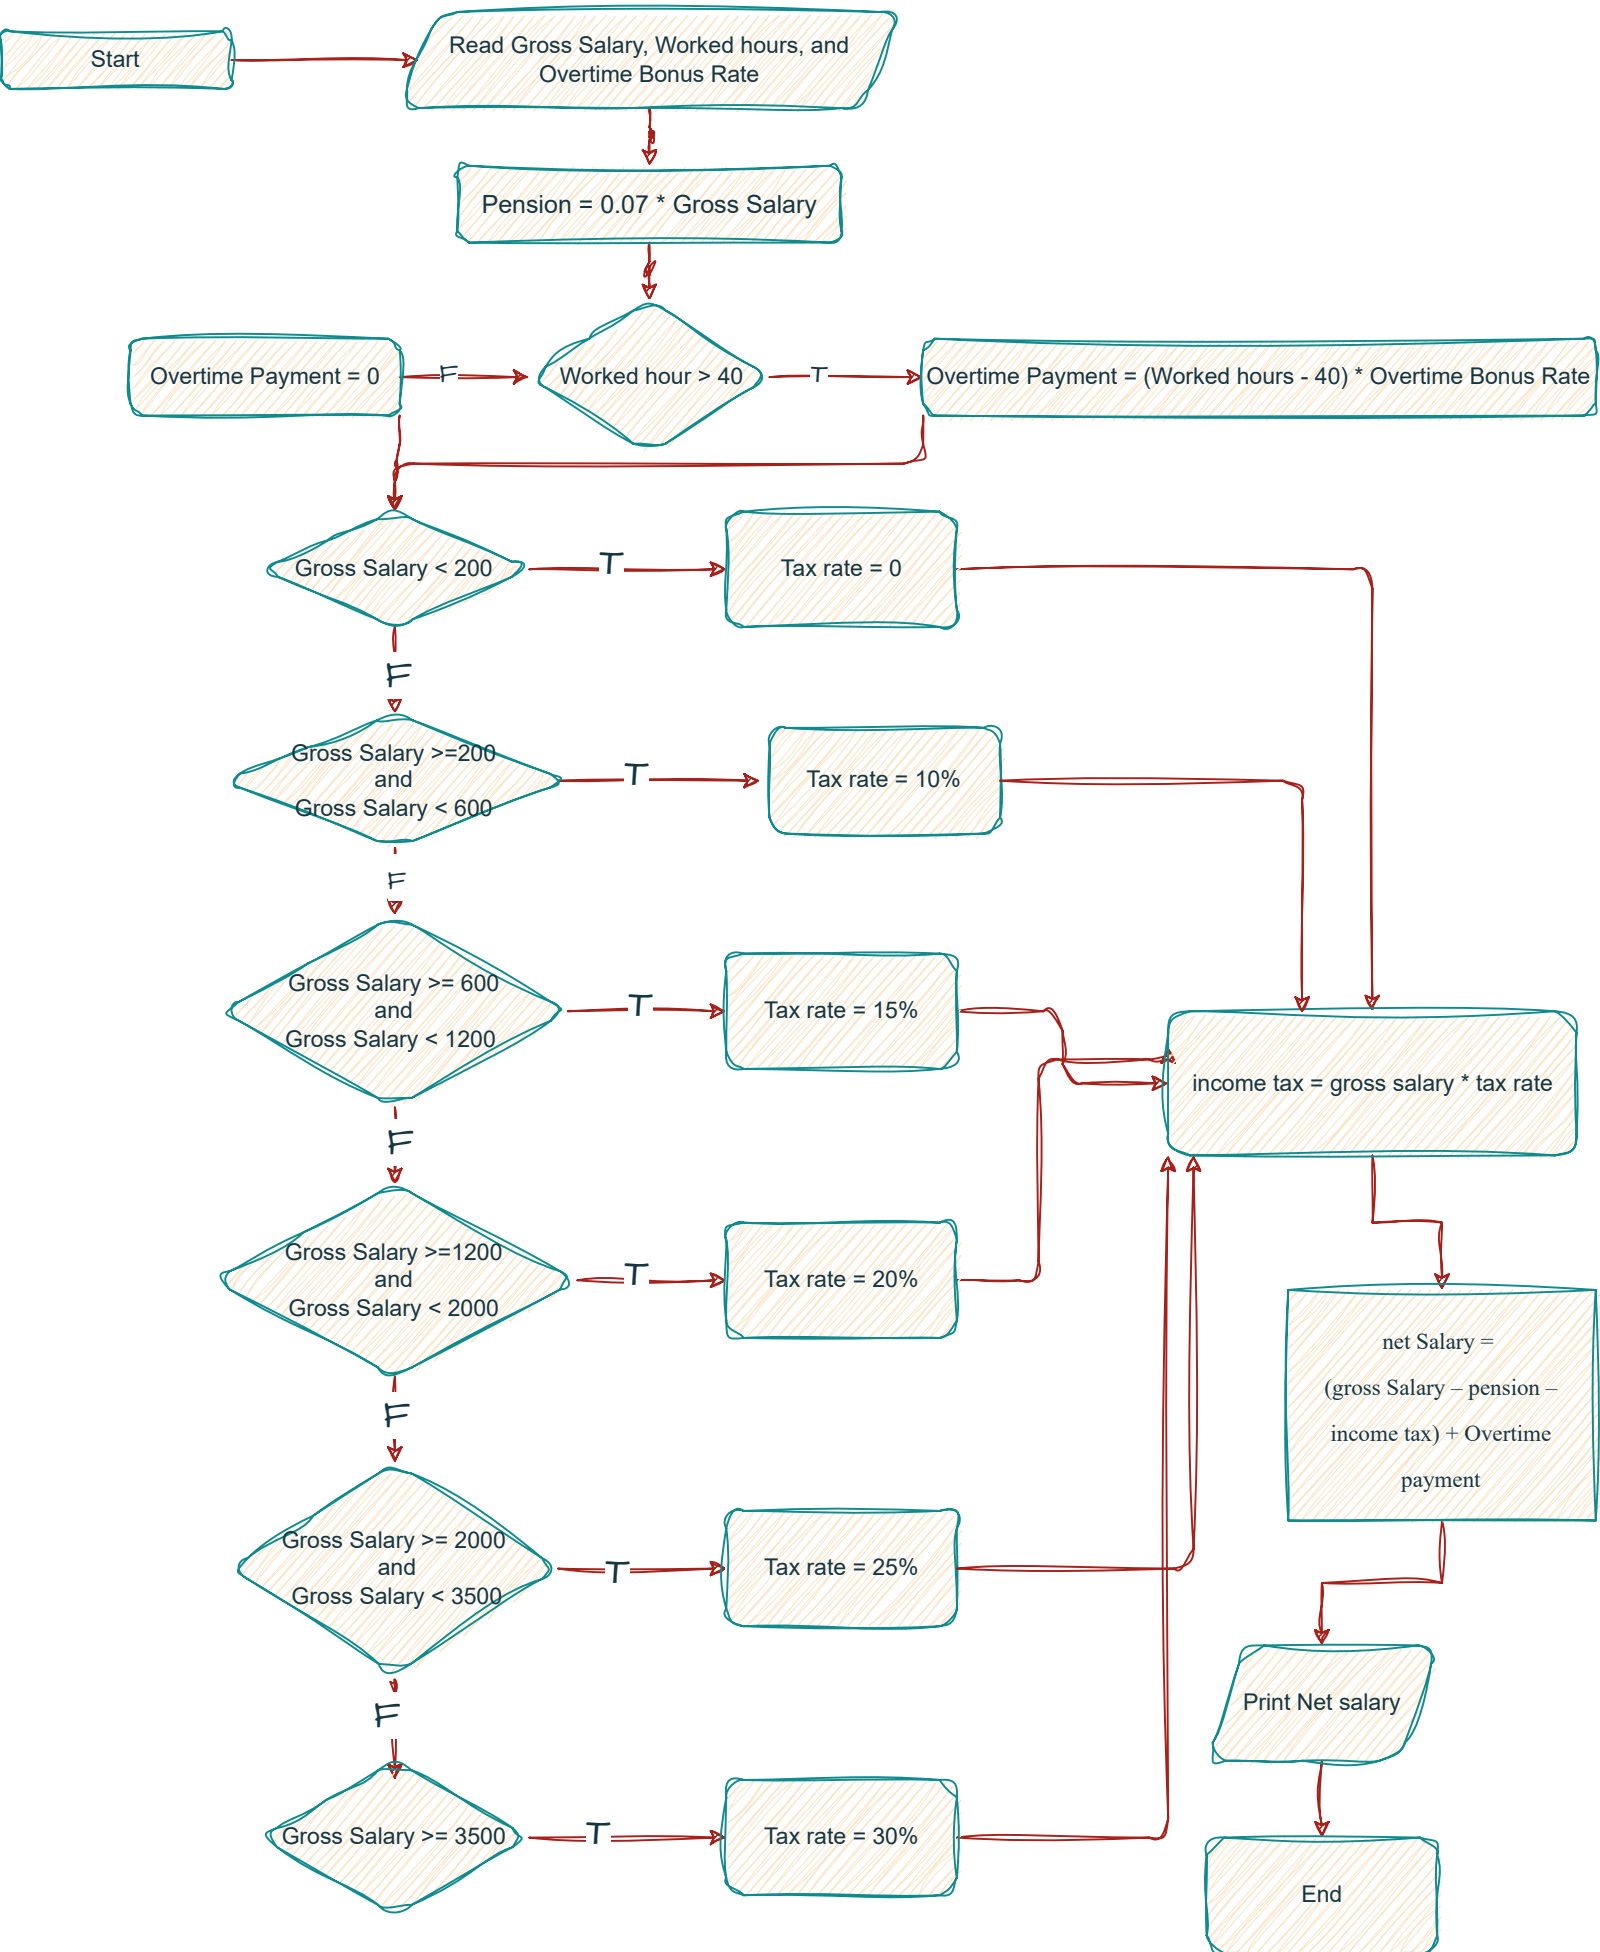 Start
Read Gross Salary, Worked hours, and
Overtime Bonus Rate
Pension = 0.07 * Gross Salary
Overtime Payment = 0
F
Worked hour > 40
T
Overtime Payment = (Worked hours - 40) * Overtime Bonus Rate
Gross Salary < 200
T
Tax rate = 0
F
Gross Salary >=200
and
Gross Salary < 600
T
Tax rate = 10%
F
Gross Salary >= 600
and
Gross Salary < 1200
T
Tax rate = 15%
income tax = gross salary * tax rate
F
Gross Salary >=1200
and
Gross Salary < 2000
T
Tax rate = 20%
net Salary =
(gross Salary – pension –
income tax) + Overtime
payment
F
Gross Salary >= 2000
and
Gross Salary < 3500
T
Tax rate = 25%
F
Print Net salary
Gross Salary >= 3500
T
Tax rate = 30%
End